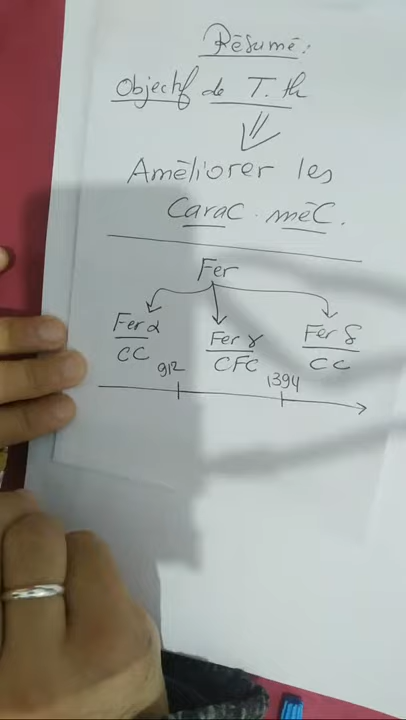 Résumé:
Objectif de T.th
Améliorer les
Carac. méc.
Fer
Fer α Fer γ Fer δ
CC CFC CC
912 1394